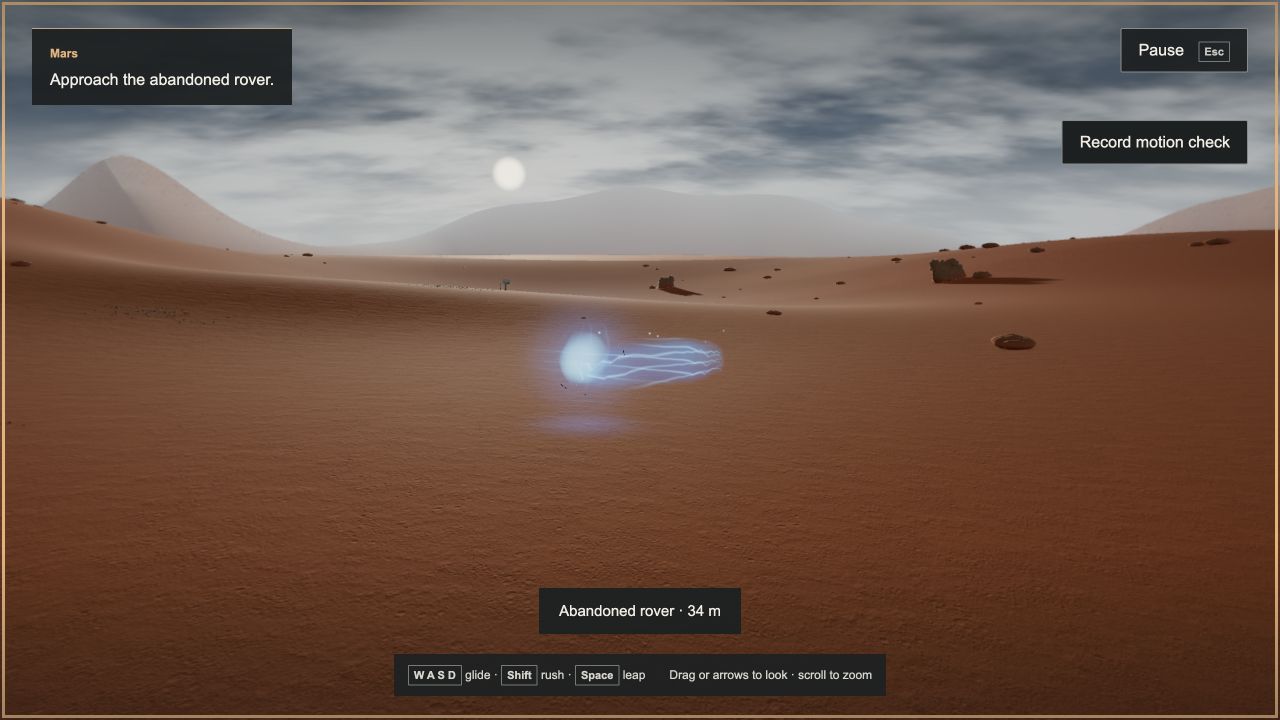 Mars
Approach the abandoned rover.
Pause Esc
Record motion check
Abandoned rover · 34 m
W A S D glide · Shift rush · Space leap Drag or arrows to look · scroll to zoom